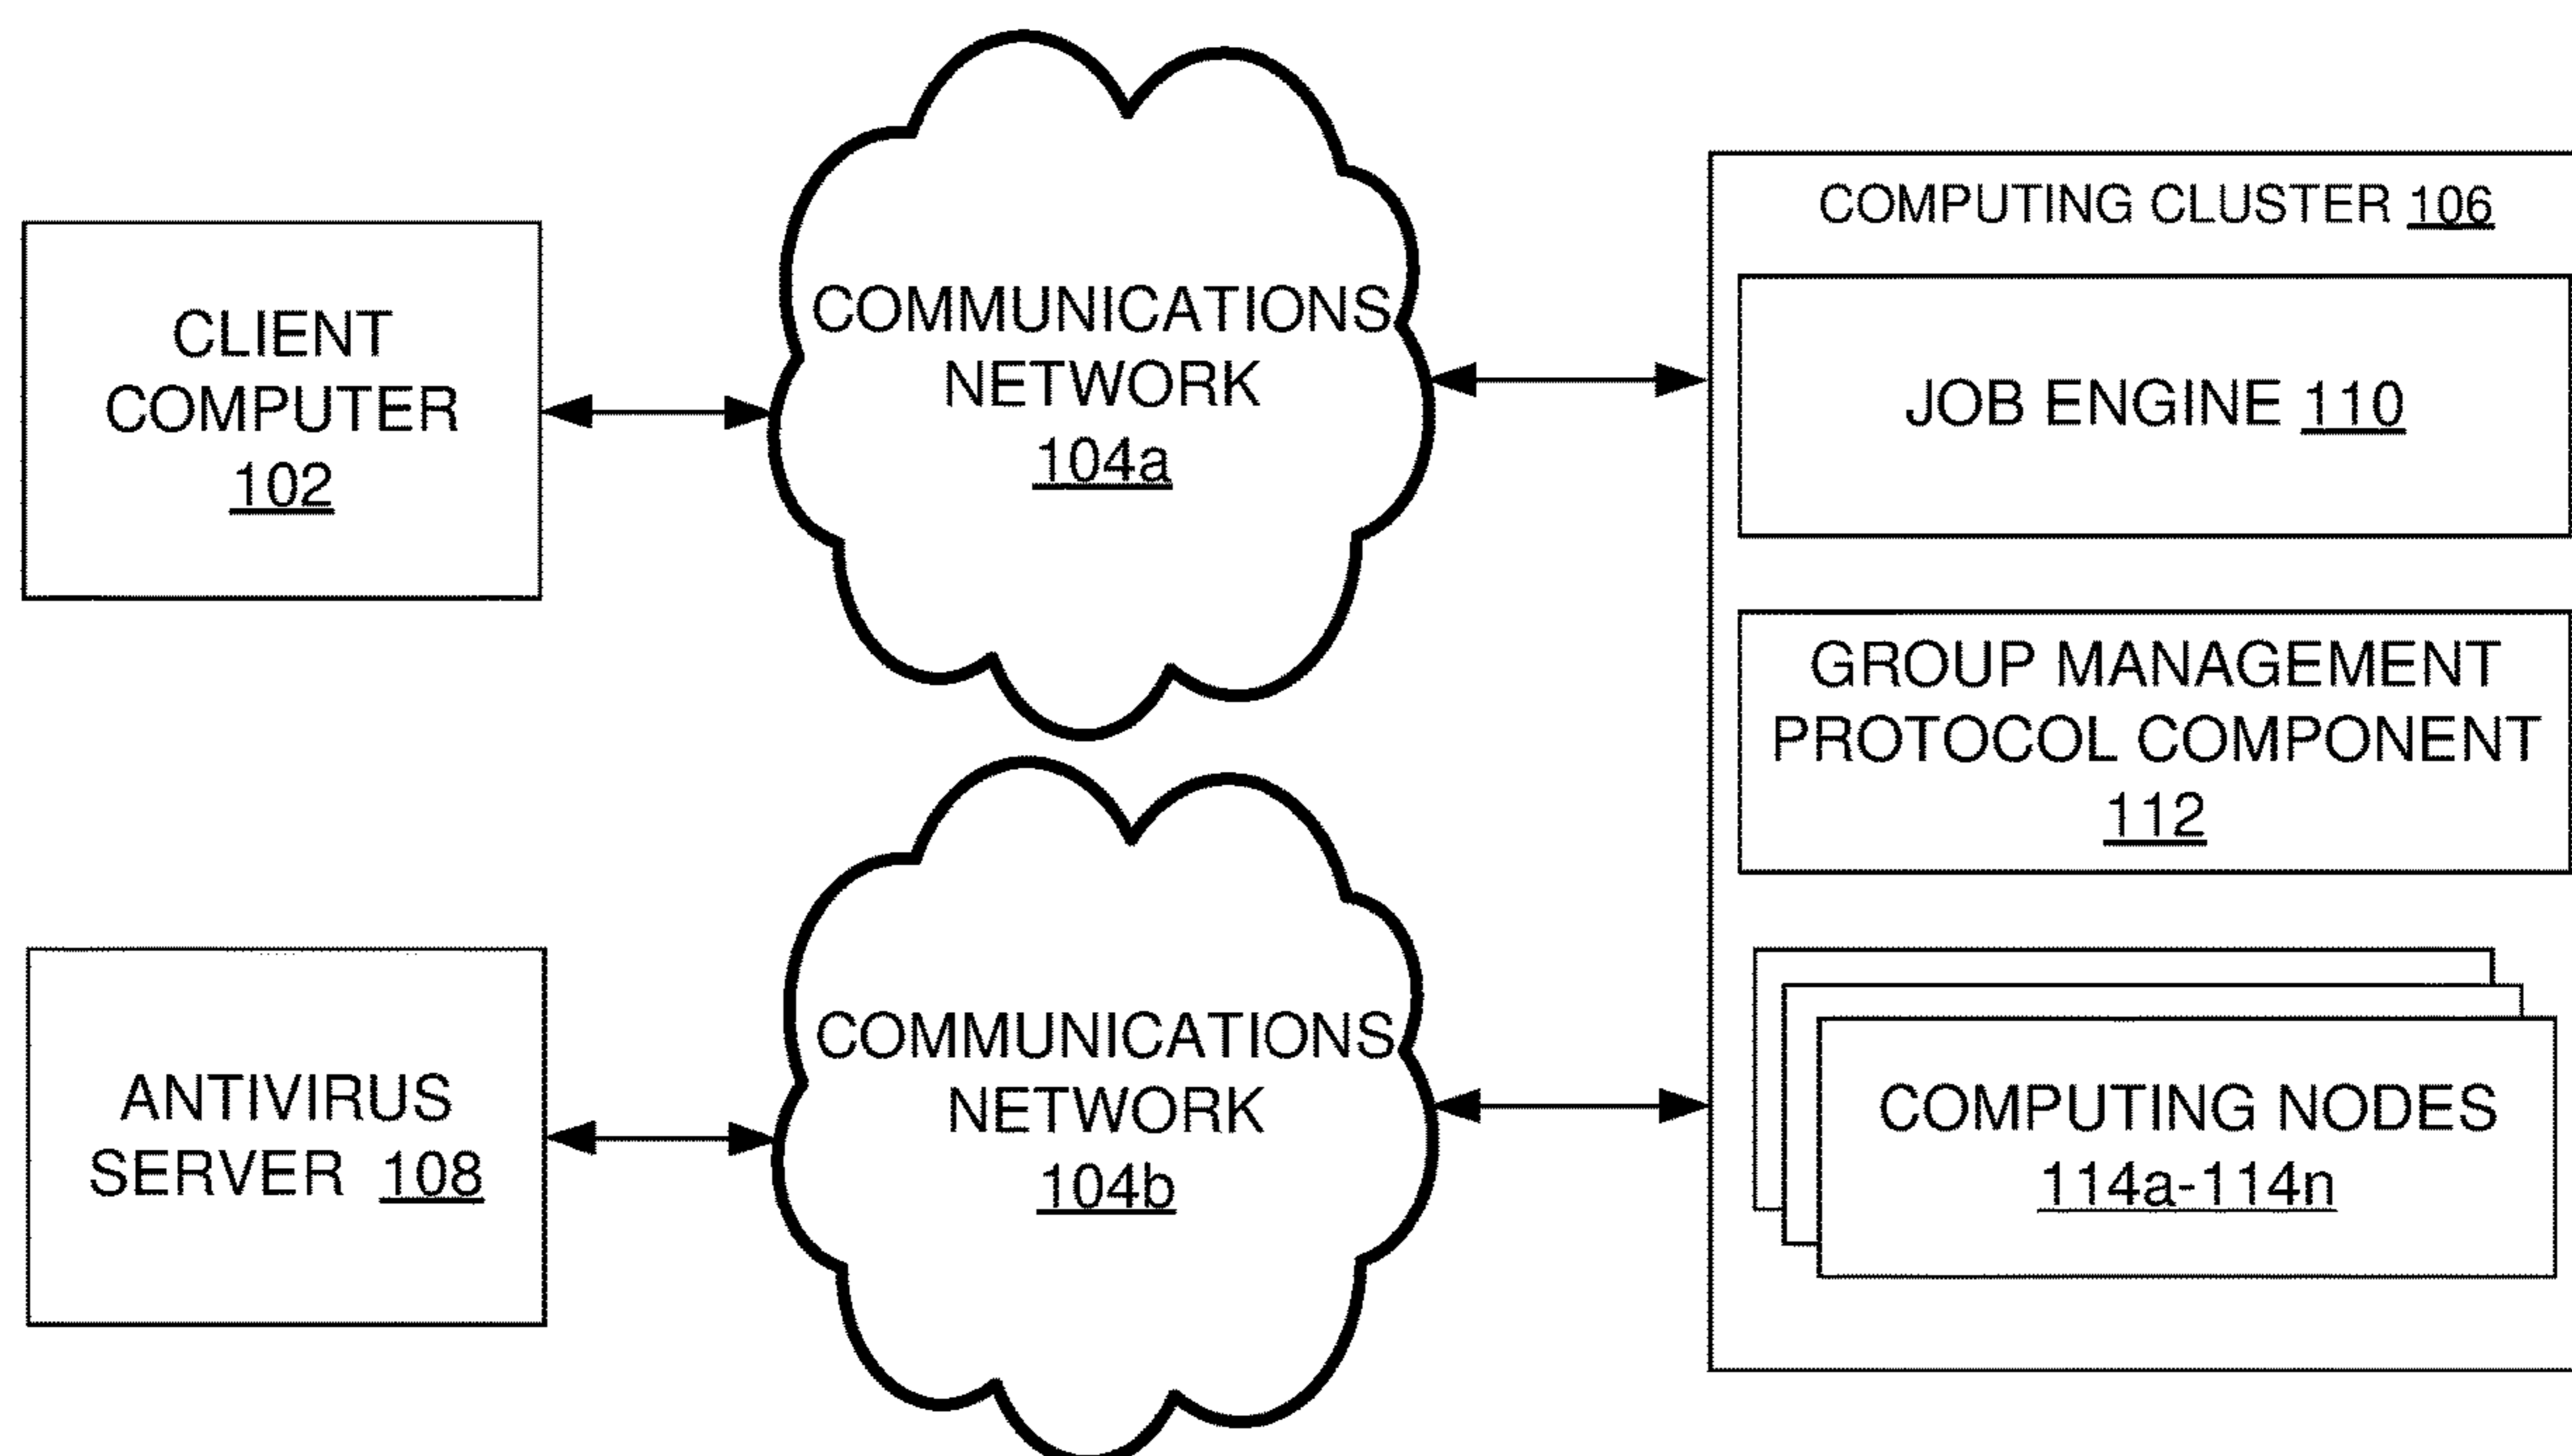 CLIENT
COMPUTER
102
COMMUNICATIONS
NETWORK
104a
COMPUTING CLUSTER 106
JOB ENGINE 110
GROUP MANAGEMENT
PROTOCOL COMPONENT
112
ANTIVIRUS
SERVER 108
COMMUNICATIONS
NETWORK
104b
COMPUTING NODES
114a-114n